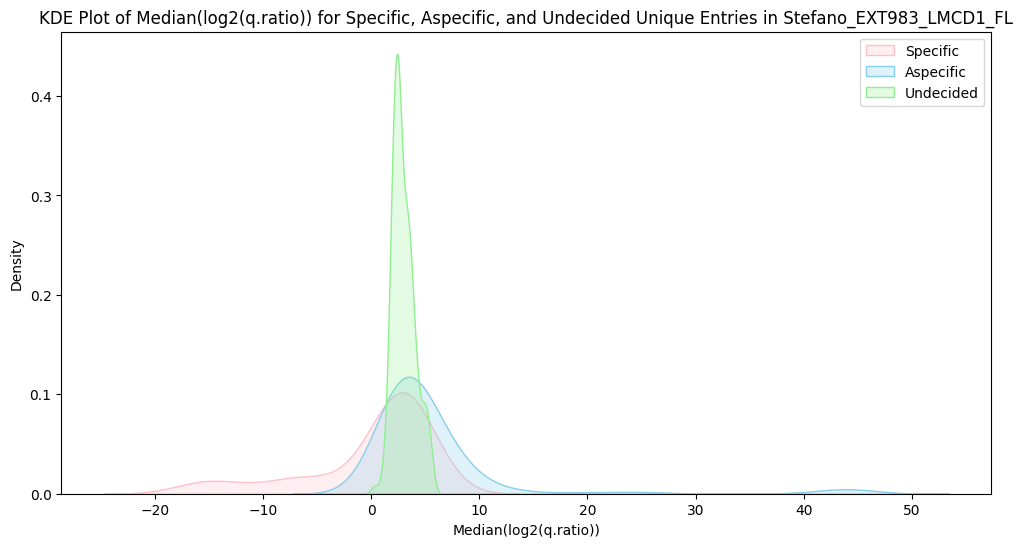 KDE Plot of Median(log2(q.ratio)) for Specific, Aspecific, and Undecided Unique Entries in Stefano_EXT983_LMCD1_FL
Specific
Aspecific
Undecided
0.4
0.3
0.2
0.1
0.0
Density
−20 −10 0 10 20 30 40 50
Median(log2(q.ratio))